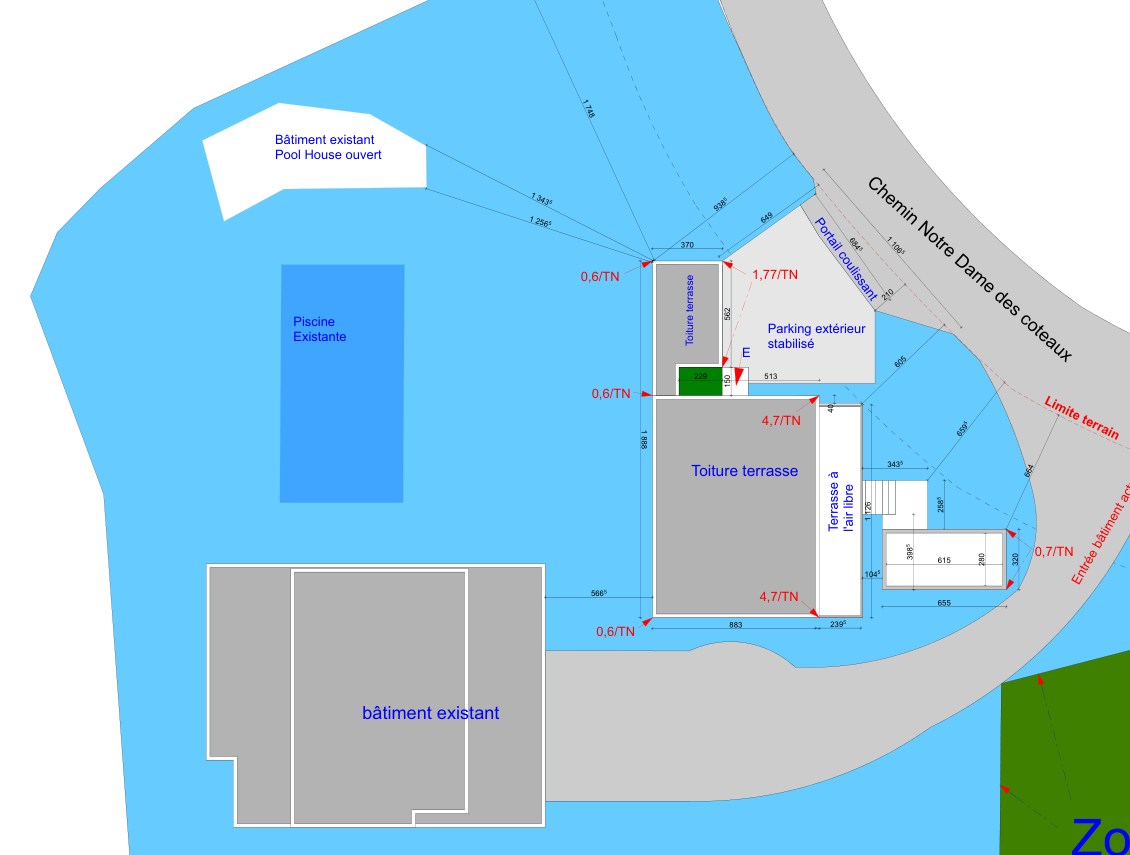 1 748
Bâtiment existant
Pool House ouvert
1 343⁵
1 256⁵
938⁵
649
Chemin Notre Dame des coteaux
Portail coulissant
684⁵
1 106⁵
210
370
0,6/TN
1,77/TN
Toiture terrasse
562
Parking extérieur
stabilisé
E
Piscine
Existante
229
150
513
605
0,6/TN
4,7/TN
40
Limite terrain
659⁵
1 888
Toiture terrasse
Terrasse à
l'air libre
343⁵
664
258⁵
1 126
Entrée bâtiment act
398⁵
615
280
320
0,7/TN
104⁵
566⁵
4,7/TN
655
0,6/TN
883
239⁵
bâtiment existant
Zo